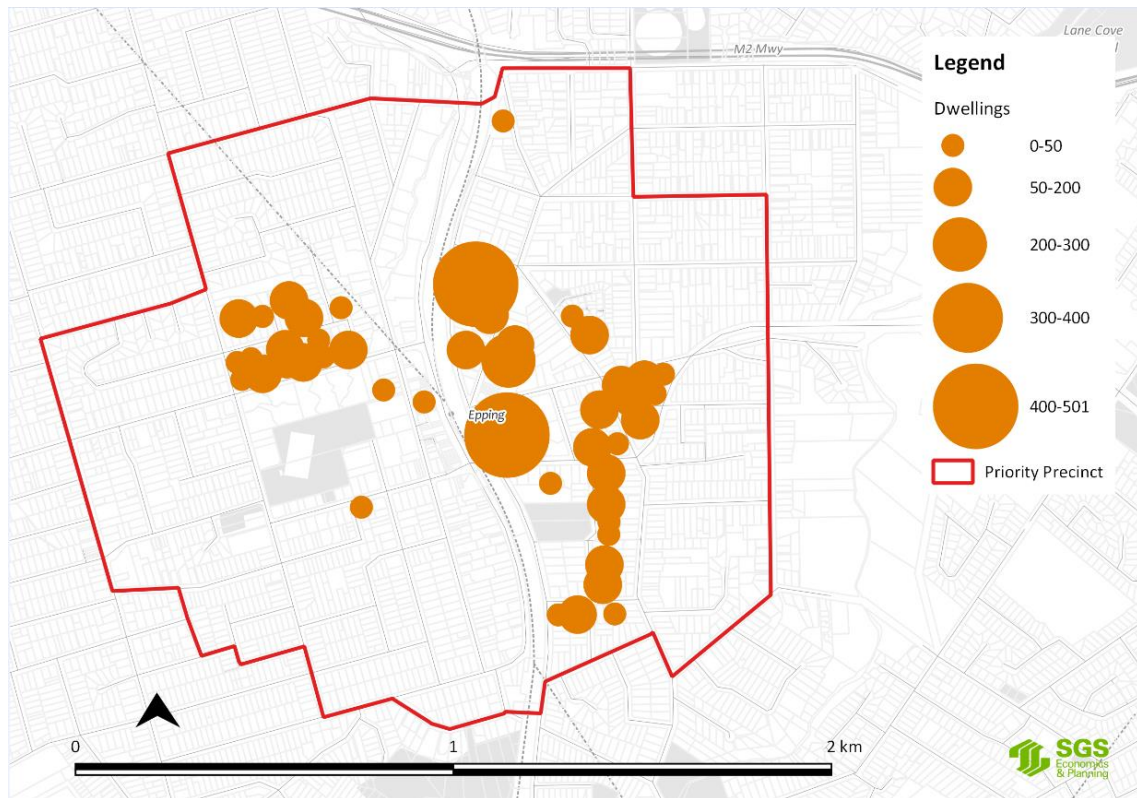 Lane Cove
M2 Mwy
Legend
Dwellings
0-50
50-200
200-300
300-400
400-501
Priority Precinct
Epping
0 1 2 km
SGS
Economics
& Planning